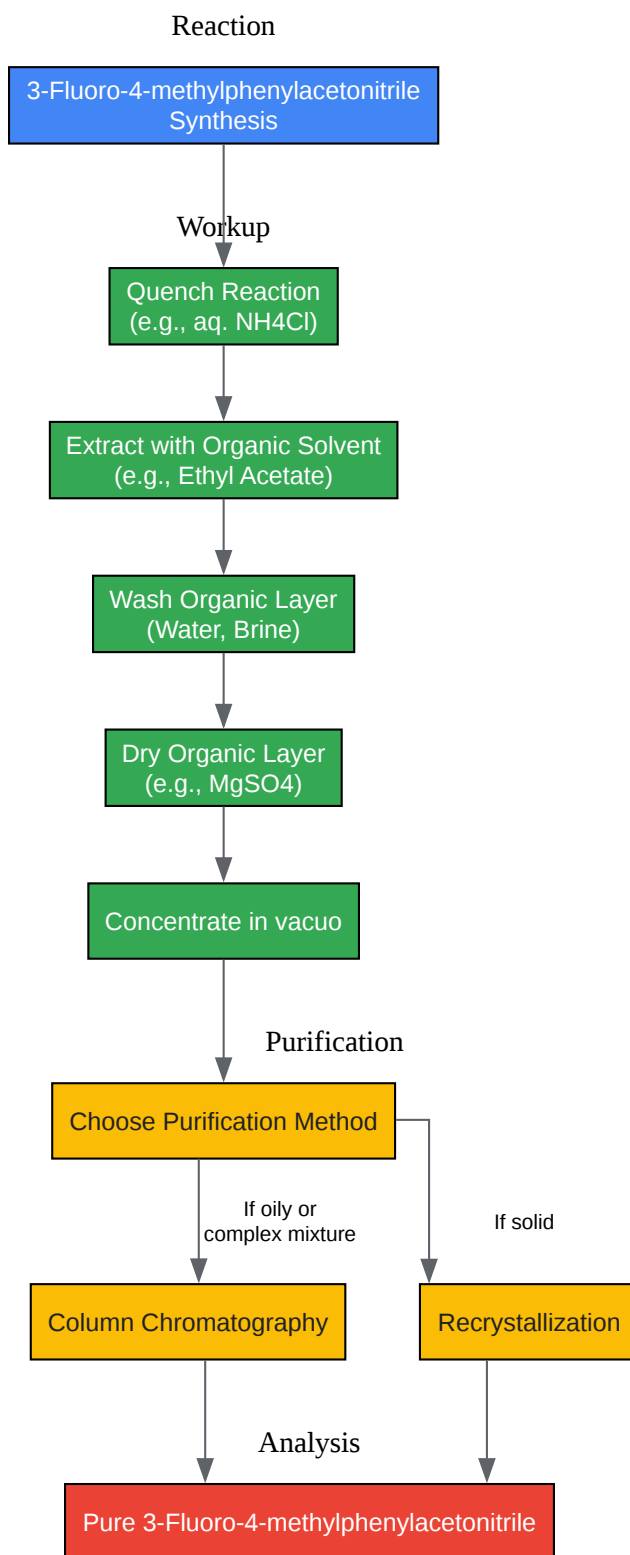 Reaction
3-Fluoro-4-methylphenylacetonitrile
Synthesis
Workup
Quench Reaction
(e.g., aq. NH4Cl)
Extract with Organic Solvent
(e.g., Ethyl Acetate)
Wash Organic Layer
(Water, Brine)
Dry Organic Layer
(e.g., MgSO4)
Concentrate in vacuo
Purification
Choose Purification Method
If oily or
complex mixture
If solid
Column Chromatography
Recrystallization
Analysis
Pure 3-Fluoro-4-methylphenylacetonitrile